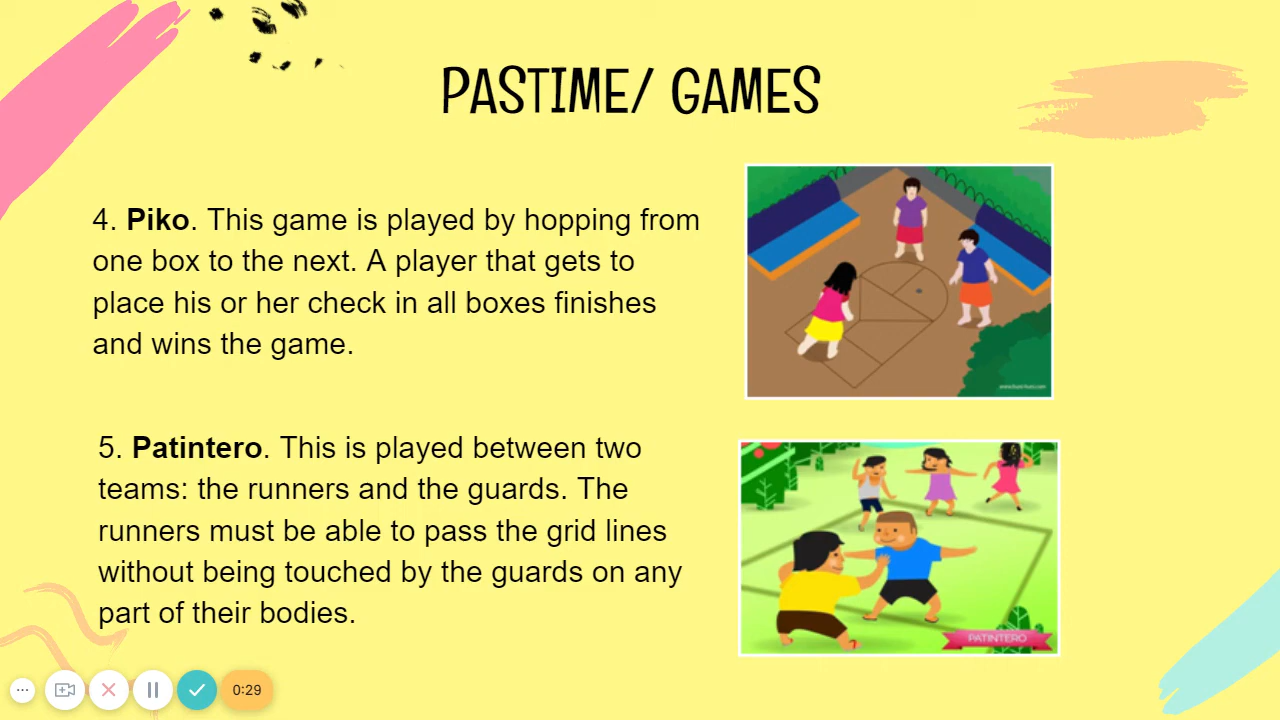 PASTIME/ GAMES
4. Piko. This game is played by hopping from
one box to the next. A player that gets to
place his or her check in all boxes finishes
and wins the game.
5. Patintero. This is played between two
teams: the runners and the guards. The
runners must be able to pass the grid lines
without being touched by the guards on any
part of their bodies.
PATINTERO
0:29